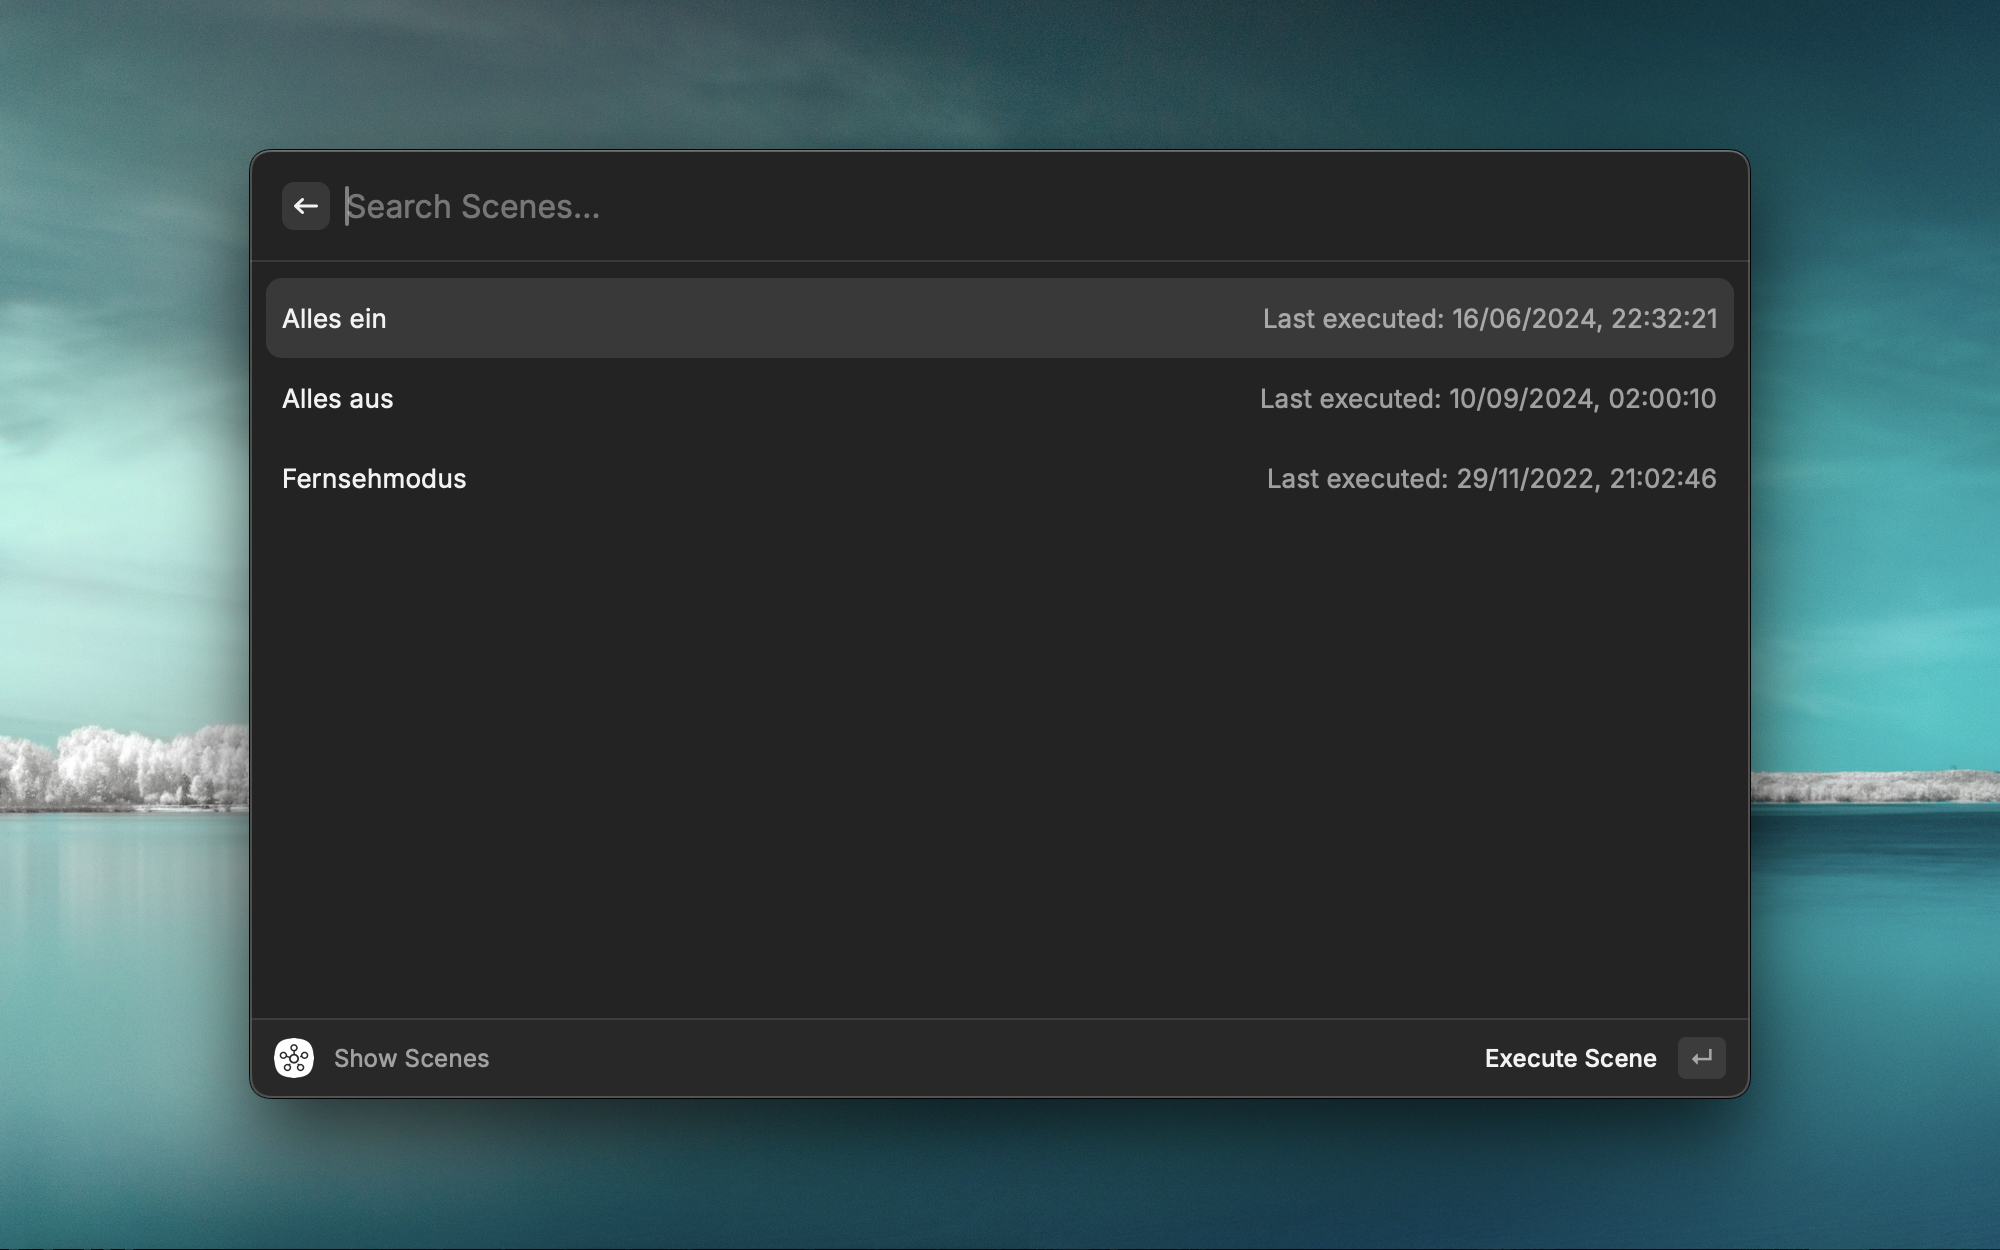 Search Scenes...
Alles ein Last executed: 16/06/2024, 22:32:21
Alles aus Last executed: 10/09/2024, 02:00:10
Fernsehmodus Last executed: 29/11/2022, 21:02:46
Show Scenes Execute Scene